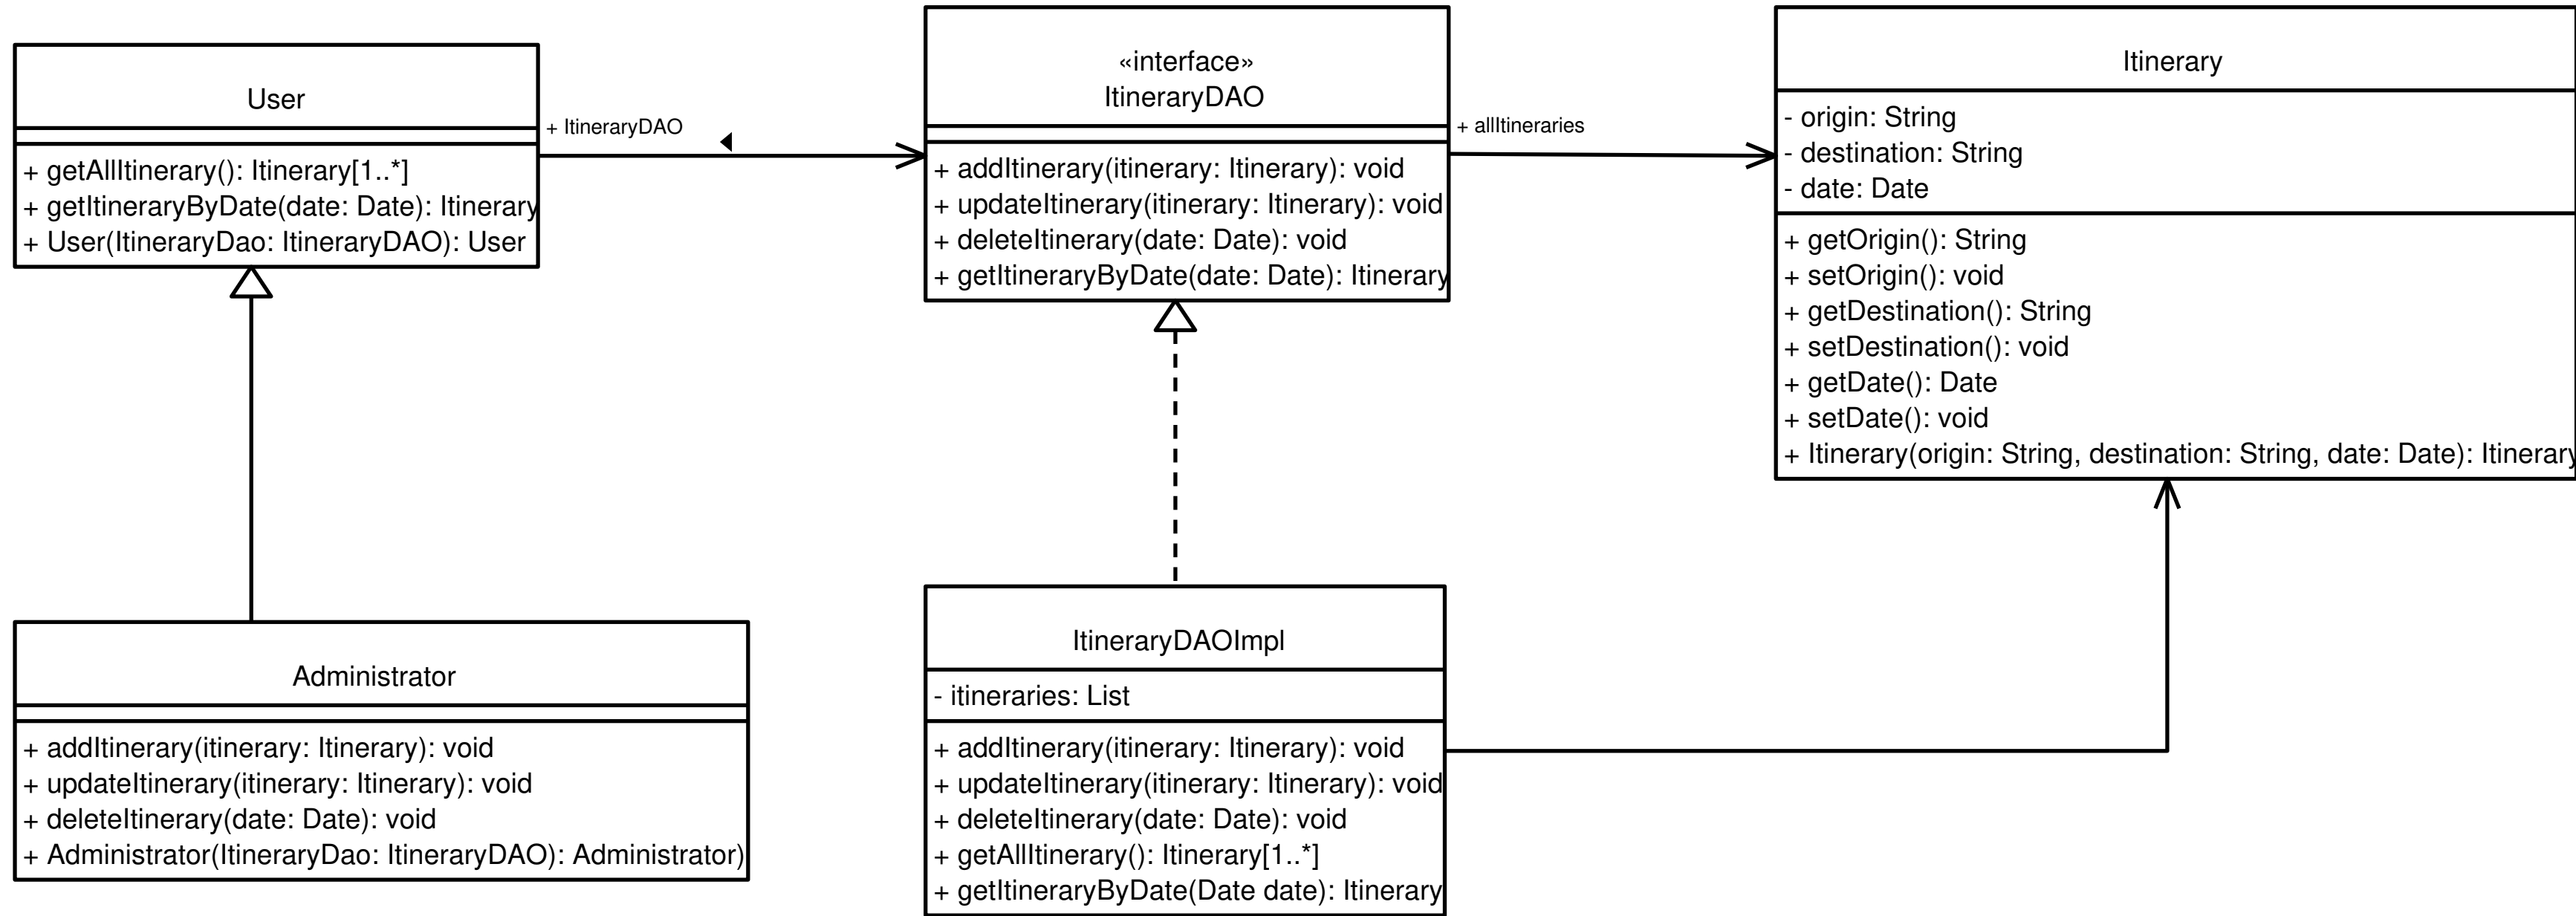 User
+ getAllItinerary(): Itinerary[1..*]
+ getItineraryByDate(date: Date): Itinerary
+ User(ItineraryDao: ItineraryDAO): User
+ ItineraryDAO
«interface»
ItineraryDAO
+ addItinerary(itinerary: Itinerary): void
+ updateItinerary(itinerary: Itinerary): void
+ deleteItinerary(date: Date): void
+ getItineraryByDate(date: Date): Itinerary
+ allItineraries
Itinerary
- origin: String
- destination: String
- date: Date
+ getOrigin(): String
+ setOrigin(): void
+ getDestination(): String
+ setDestination(): void
+ getDate(): Date
+ setDate(): void
+ Itinerary(origin: String, destination: String, date: Date): Itinerary
Administrator
+ addItinerary(itinerary: Itinerary): void
+ updateItinerary(itinerary: Itinerary): void
+ deleteItinerary(date: Date): void
+ Administrator(ItineraryDao: ItineraryDAO): Administrator)
ItineraryDAOImpl
- itineraries: List
+ addItinerary(itinerary: Itinerary): void
+ updateItinerary(itinerary: Itinerary): void
+ deleteItinerary(date: Date): void
+ getAllItinerary(): Itinerary[1..*]
+ getItineraryByDate(Date date): Itinerary